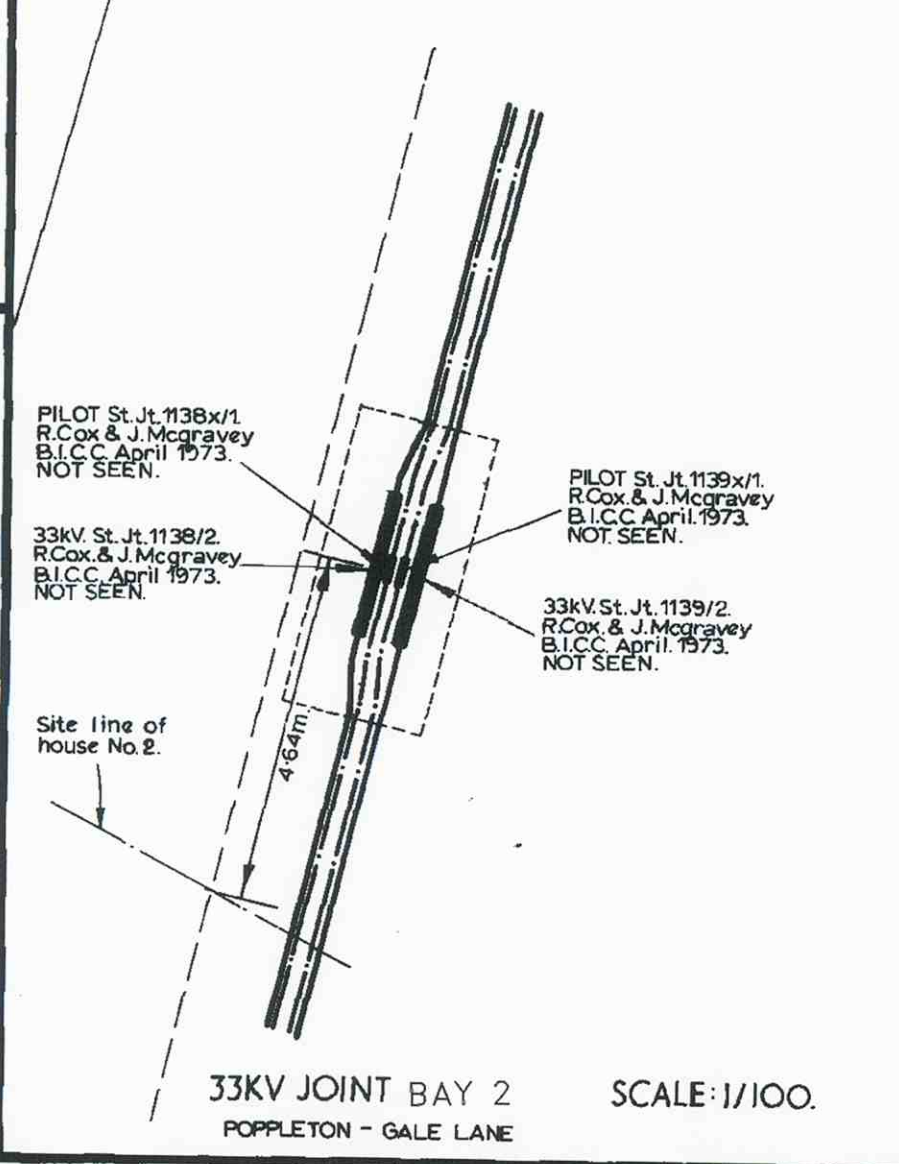 PILOT St. Jt. 1138x/1.
R.Cox & J.Mcgravey
B.I.C.C. April 1973.
NOT SEEN.
33kV. St. Jt. 1138/2.
R.Cox. & J.Mcgravey
B.I.C.C. April 1973.
NOT SEEN.
PILOT St. Jt. 1139x/1.
R.Cox. & J.Mcgravey
B.I.C.C. April. 1973.
NOT. SEEN.
33kV. St. Jt. 1139/2.
R.Cox. & J.Mcgravey
B.I.C.C. April. 1973.
NOT SEEN.
Site line of
house No. 2.
4·64m.
33KV JOINT BAY 2
SCALE: 1/100.
POPPLETON - GALE LANE